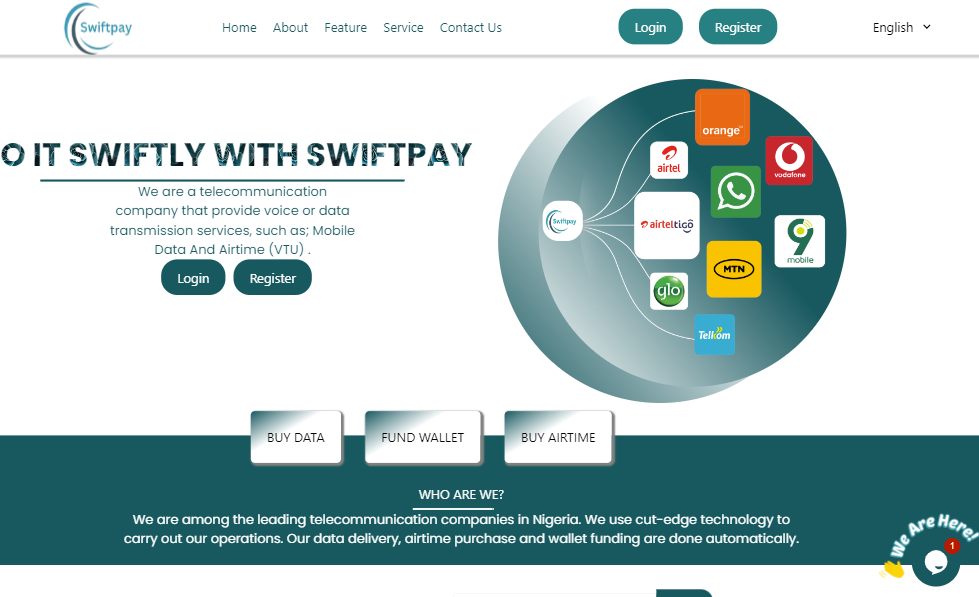 Swiftpay
Home About Feature Service Contact Us
Login Register
English
O IT SWIFTLY WITH SWIFTPAY
We are a telecommunication
company that provide voice or data
transmission services, such as; Mobile
Data And Airtime (VTU) .
Login Register
orange
airtel
vodafone
Swiftpay
airteltigo
9
mobile
MTN
glo
Telkom
BUY DATA
FUND WALLET
BUY AIRTIME
WHO ARE WE?
We are among the leading telecommunication companies in Nigeria. We use cut-edge technology to
carry out our operations. Our data delivery, airtime purchase and wallet funding are done automatically.
We Are Here!
1